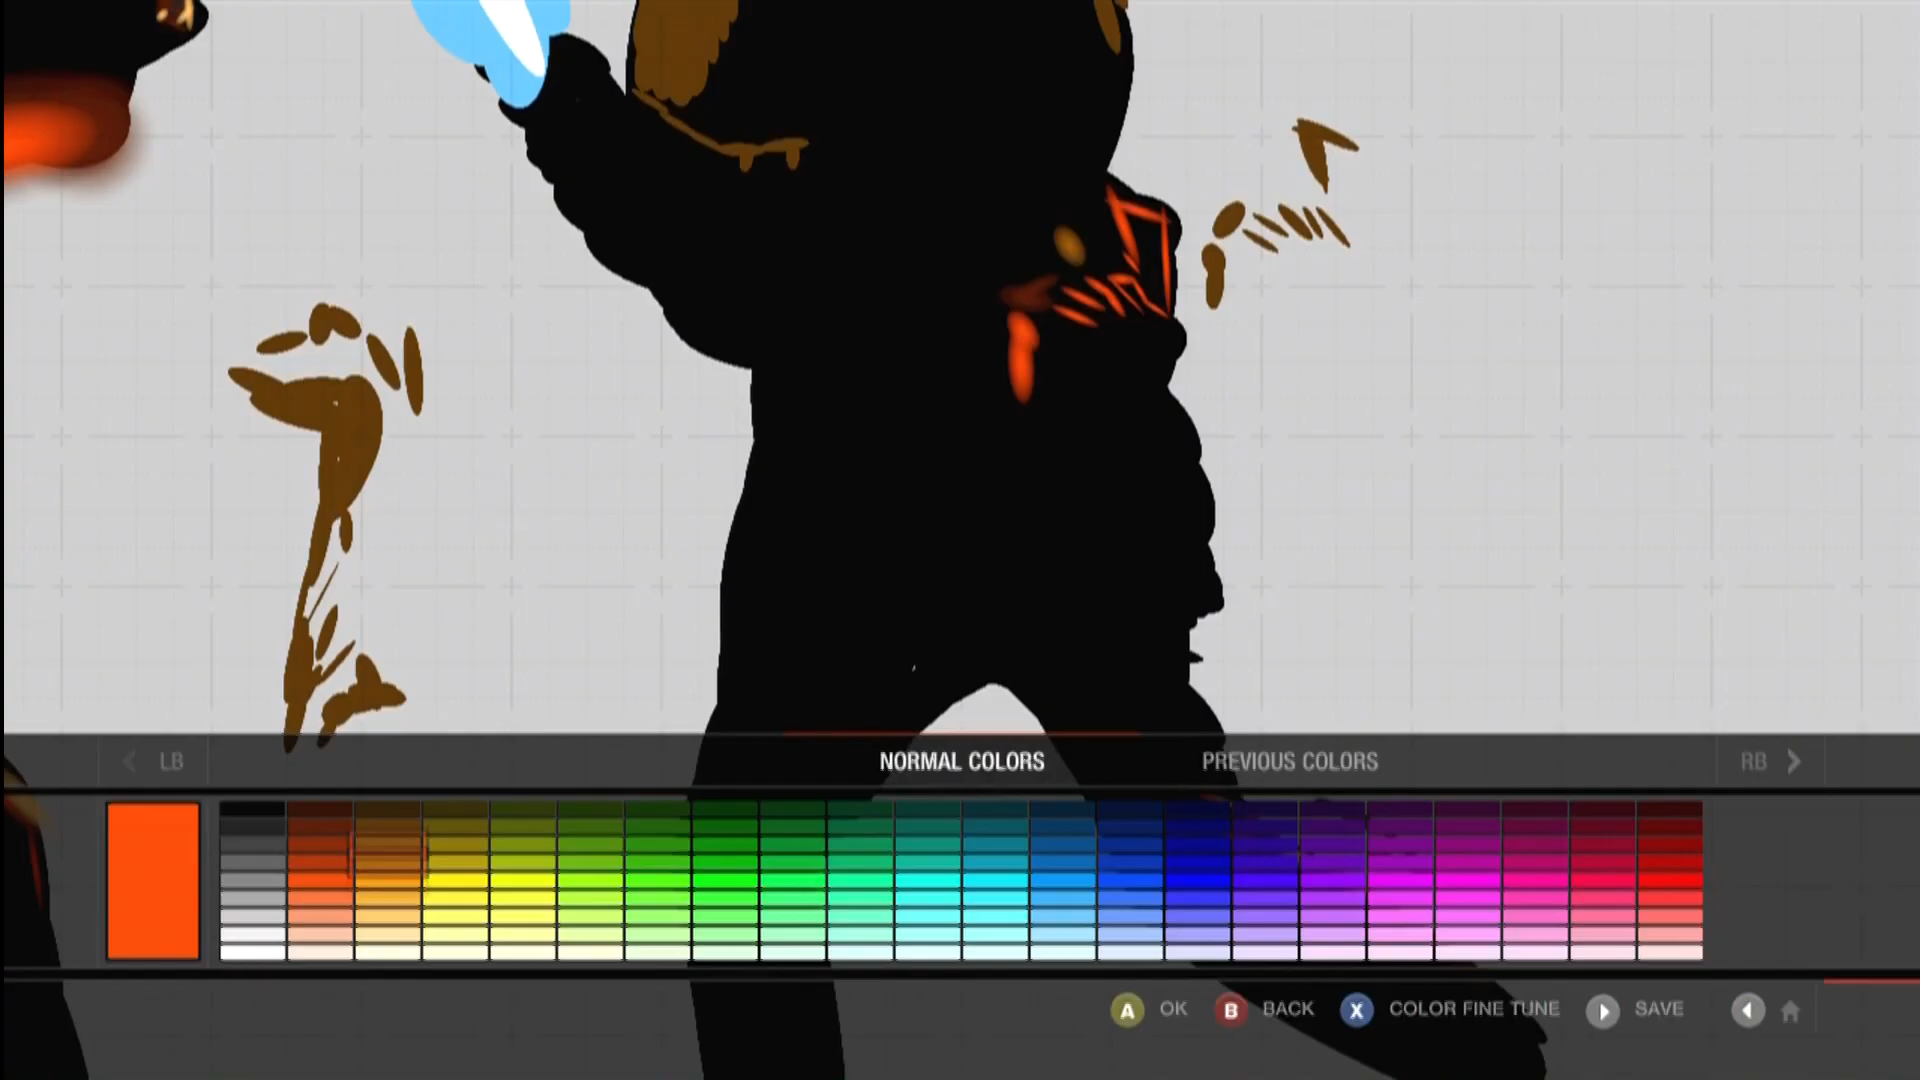 LB
NORMAL COLORS
PREVIOUS COLORS
RB
A OK
B BACK
X COLOR FINE TUNE
SAVE